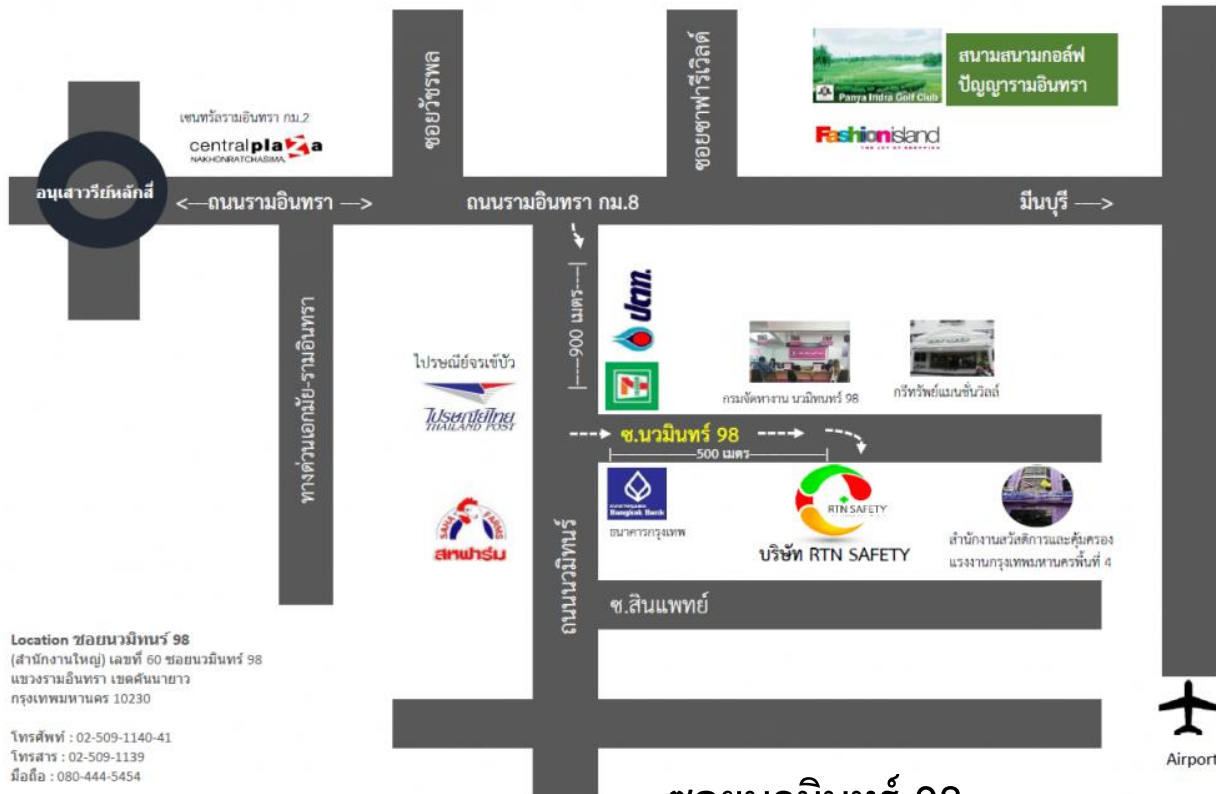 ซอยวัชรพล
ซอยซาฟารีเวิลด์
Panya Indra Golf Club
สนามสนามกอล์ฟ
ปัญญารามอินทรา
เซนทรัลรามอินทรา กม.2
centralplaza
NAKHONRATCHASIMA
Fashionisland
THE JOY OF SHOPPING
อนุเสาวรีย์หลักสี่
<---ถนนรามอินทรา --->
ถนนรามอินทรา กม.8
มีนบุรี ---->
|-----900 เมตร----|
ปตท.
ทางด่วนเอกมัย-รามอินทรา
ไปรษณีย์จรเข้บัว
ไปรษณีย์ไทย
THAILAND POST
กรมจัดหางาน นวมิทนทร์ 98
กรีทรัพย์แมนชั่นวิลล์
ซ.นวมินทร์ 98
|--------------500 เมตร--------------|
SAHA FARMS
สหฟาร์ม
Bangkok Bank
ธนาคารกรุงเทพ
RTN SAFETY
บริษัท RTN SAFETY
สำนักงานสวัสดิการและคุ้มครอง
แรงงานกรุงเทพมหานครพื้นที่ 4
ถนนนวมิทนร์
ซ.สินแพทย์
Location ซอยนวมิทนร์ 98
(สำนักงานใหญ่) เลขที่ 60 ซอยนวมินทร์ 98
แขวงรามอินทรา เขตคันนายาว
กรุงเทพมหานคร 10230
โทรศัพท์ : 02-509-1140-41
โทรสาร : 02-509-1139
มือถือ : 080-444-5454
Airport